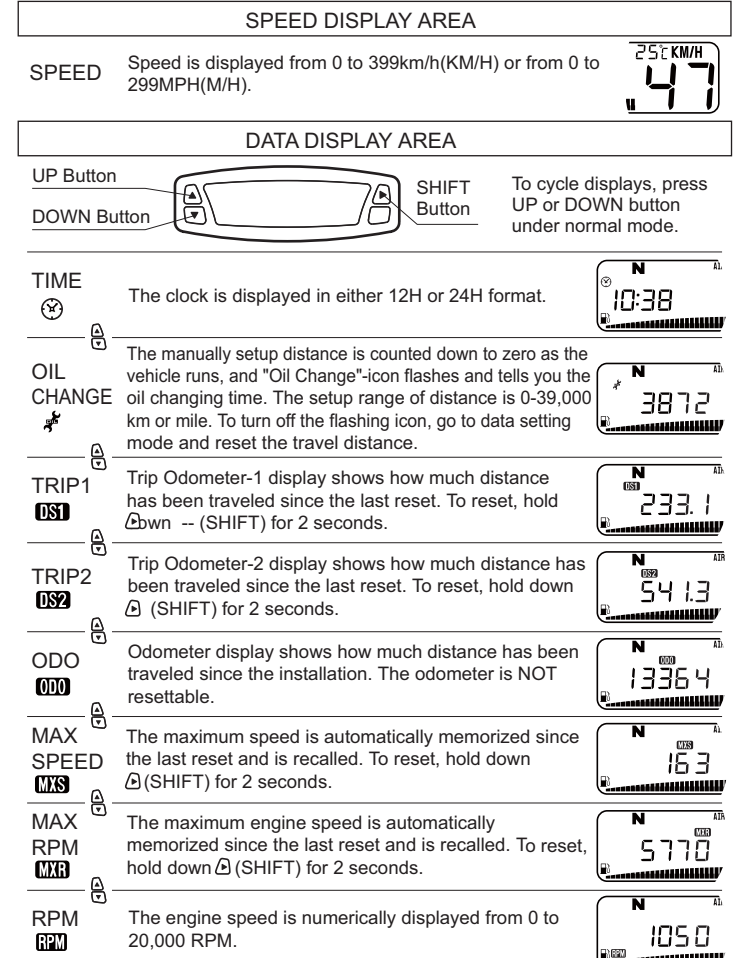 SPEED DISPLAY AREA
SPEED
Speed is displayed from 0 to 399km/h(KM/H) or from 0 to
299MPH(M/H).
25℃ KM/H
47
DATA DISPLAY AREA
UP Button
DOWN Button
SHIFT
Button
To cycle displays, press
UP or DOWN button
under normal mode.
TIME
The clock is displayed in either 12H or 24H format.
N
10:38
OIL
CHANGE
The manually setup distance is counted down to zero as the
vehicle runs, and "Oil Change"-icon flashes and tells you the
oil changing time. The setup range of distance is 0-39,000
km or mile. To turn off the flashing icon, go to data setting
mode and reset the travel distance.
N
3872
TRIP1
DS1
Trip Odometer-1 display shows how much distance
has been traveled since the last reset. To reset, hold
own -- (SHIFT) for 2 seconds.
N
DS1
233.1
TRIP2
DS2
Trip Odometer-2 display shows how much distance has
been traveled since the last reset. To reset, hold down
(SHIFT) for 2 seconds.
N AIR
DS2
541.3
ODO
ODO
Odometer display shows how much distance has been
traveled since the installation. The odometer is NOT
resettable.
N
ODO
13364
MAX
SPEED
MXS
The maximum speed is automatically memorized since
the last reset and is recalled. To reset, hold down
(SHIFT) for 2 seconds.
N
MXS
163
MAX
RPM
MXR
The maximum engine speed is automatically
memorized since the last reset and is recalled. To reset,
hold down (SHIFT) for 2 seconds.
N AIR
MXR
5770
RPM
RPM
The engine speed is numerically displayed from 0 to
20,000 RPM.
N
1050
RPM